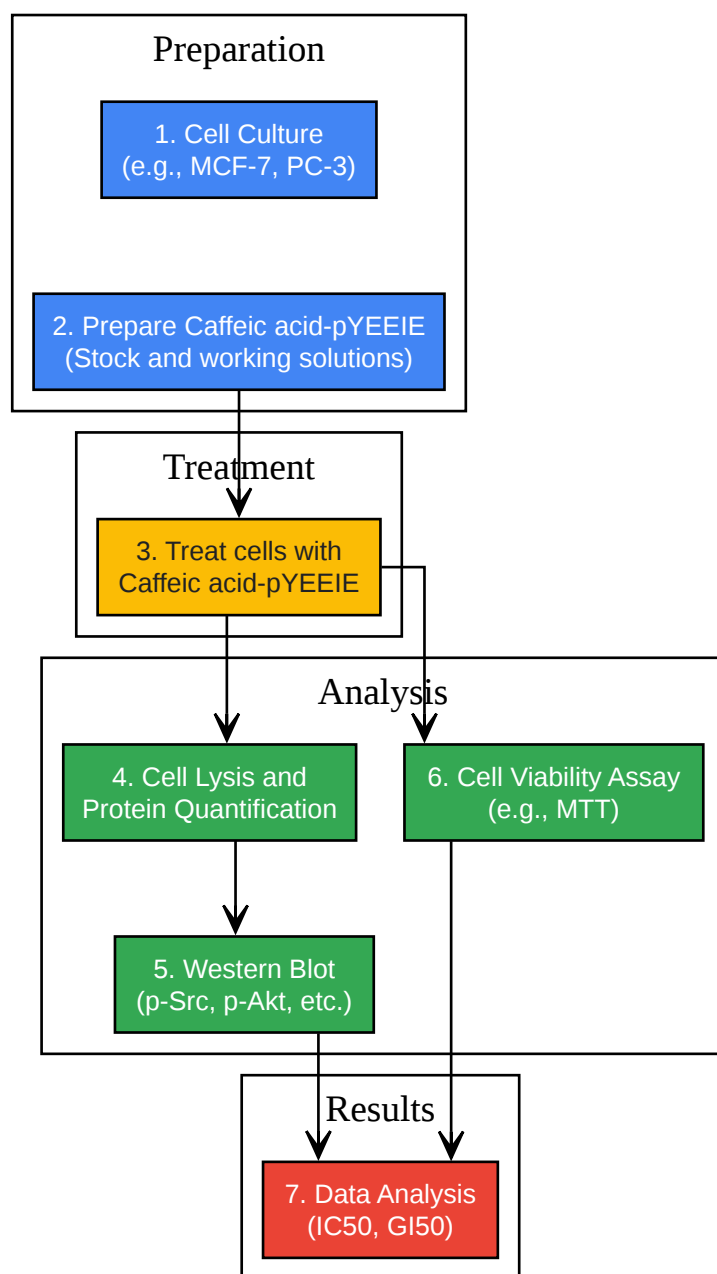 Preparation
1. Cell Culture
(e.g., MCF-7, PC-3)
2. Prepare Caffeic acid-pYEEIE
(Stock and working solutions)
Treatment
3. Treat cells with
Caffeic acid-pYEEIE
Analysis
4. Cell Lysis and
Protein Quantification
6. Cell Viability Assay
(e.g., MTT)
5. Western Blot
(p-Src, p-Akt, etc.)
Results
7. Data Analysis
(IC50, GI50)